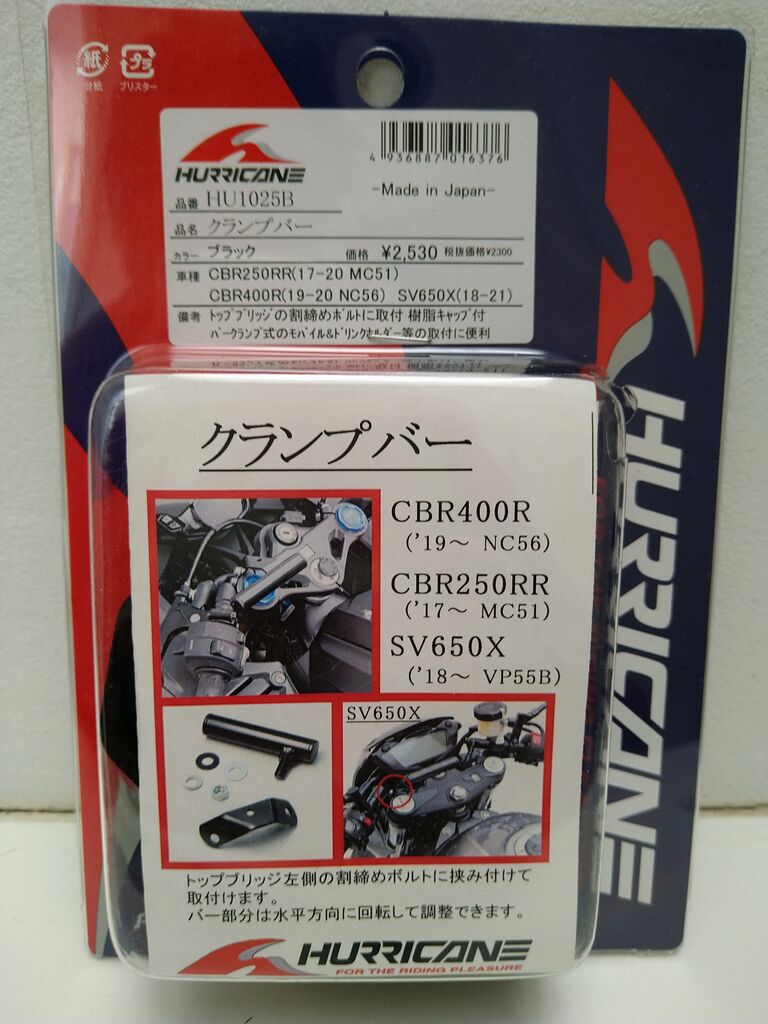 紙
プラ
台紙
ブリスター
HURRICANE
4 936887 016376
-Made in Japan-
品番 HU1025B
品名 クランプバー
カラー ブラック 価格 ¥2,530 税抜価格¥2300
車種 CBR250RR(17-20 MC51)
CBR400R(19-20 NC56) SV650X(18-21)
備考 トップブリッジの割締めボルトに取付 樹脂キャップ付
バークランプ式のモバイル&ドリンクホルダー等の取付に便利
HURRICANE
クランプバー
CBR400R
('19～ NC56)
CBR250RR
('17～ MC51)
SV650X
('18～ VP55B)
SV650X
トップブリッジ左側の割締めボルトに挟み付けて
取付けます。
バー部分は水平方向に回転して調整できます。
HURRICANE
FOR THE RIDING PLEASURE